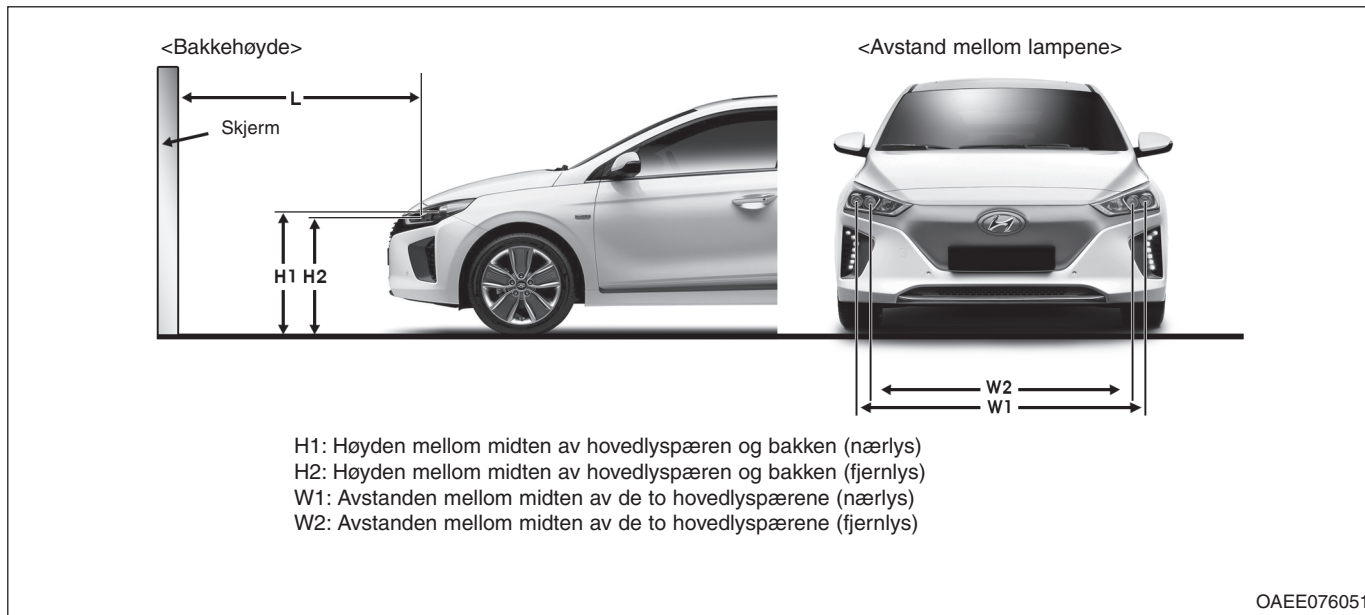 <Bakkehøyde>
<Avstand mellom lampene>
L
Skjerm
H1 H2
W2
W1
H1: Høyden mellom midten av hovedlyspæren og bakken (nærlys)
H2: Høyden mellom midten av hovedlyspæren og bakken (fjernlys)
W1: Avstanden mellom midten av de to hovedlyspærene (nærlys)
W2: Avstanden mellom midten av de to hovedlyspærene (fjernlys)
OAEE076051